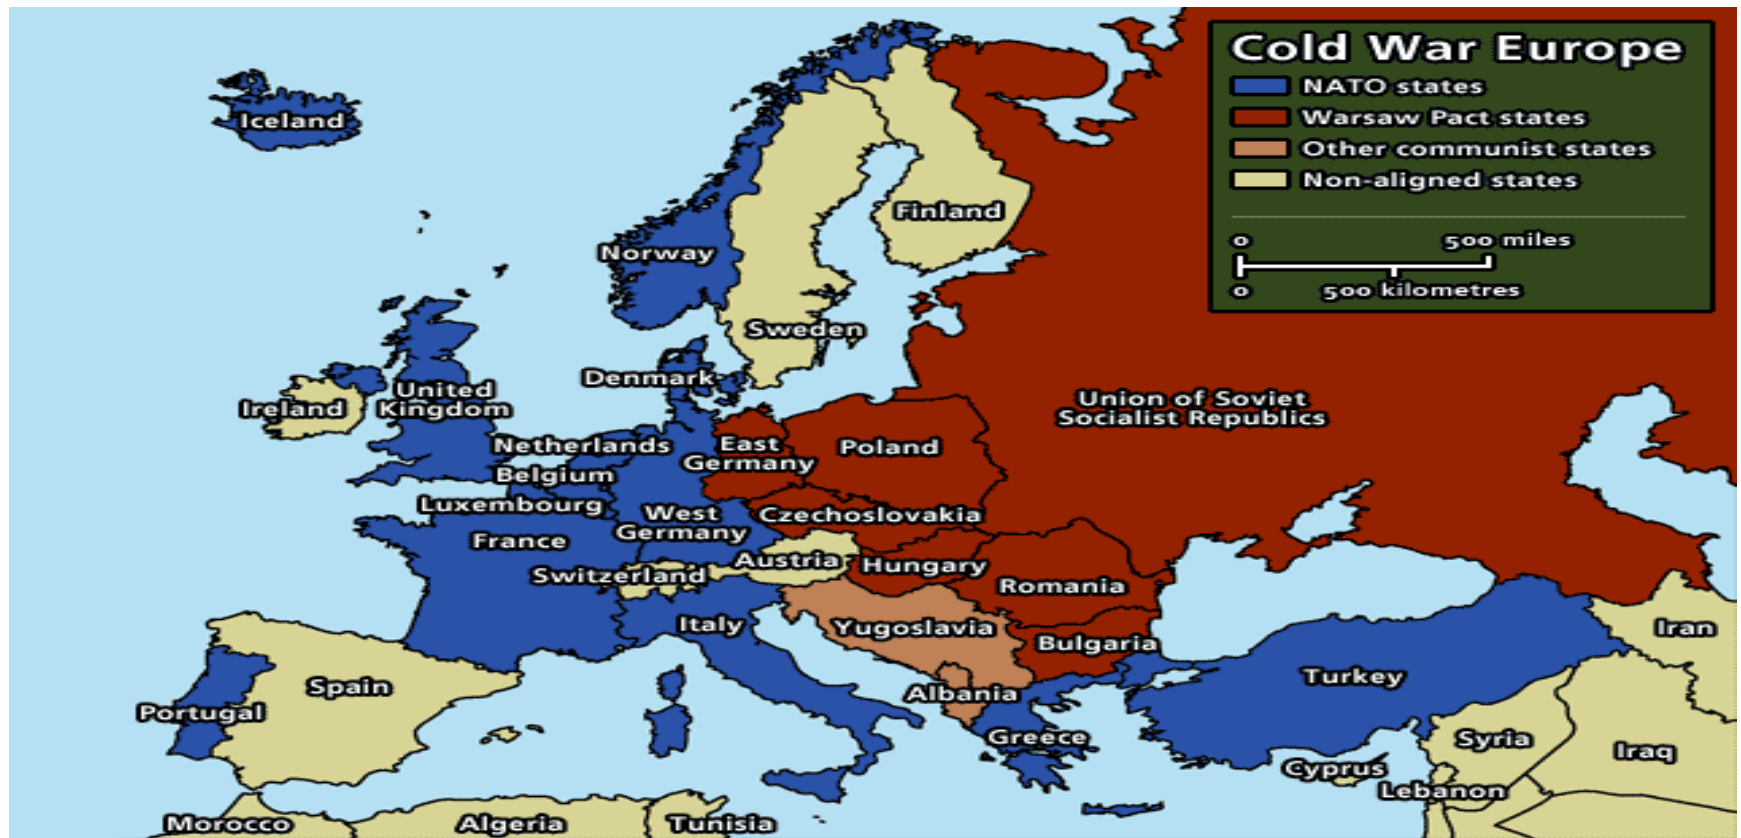 Cold War Europe
NATO states
Warsaw Pact states
Other communist states
Non-aligned states
0 500 miles
0 500 kilometres
Iceland
Finland
Norway
Sweden
Denmark
United
Kingdom
Ireland
Union of Soviet
Socialist Republics
Netherlands
East
Germany
Poland
Belgium
Luxembourg
West
Germany
Czechoslovakia
France
Austria
Hungary
Switzerland
Romania
Italy
Yugoslavia
Bulgaria
Iran
Turkey
Spain
Albania
Portugal
Greece
Syria
Iraq
Cyprus
Lebanon
Morocco
Algeria
Tunisia